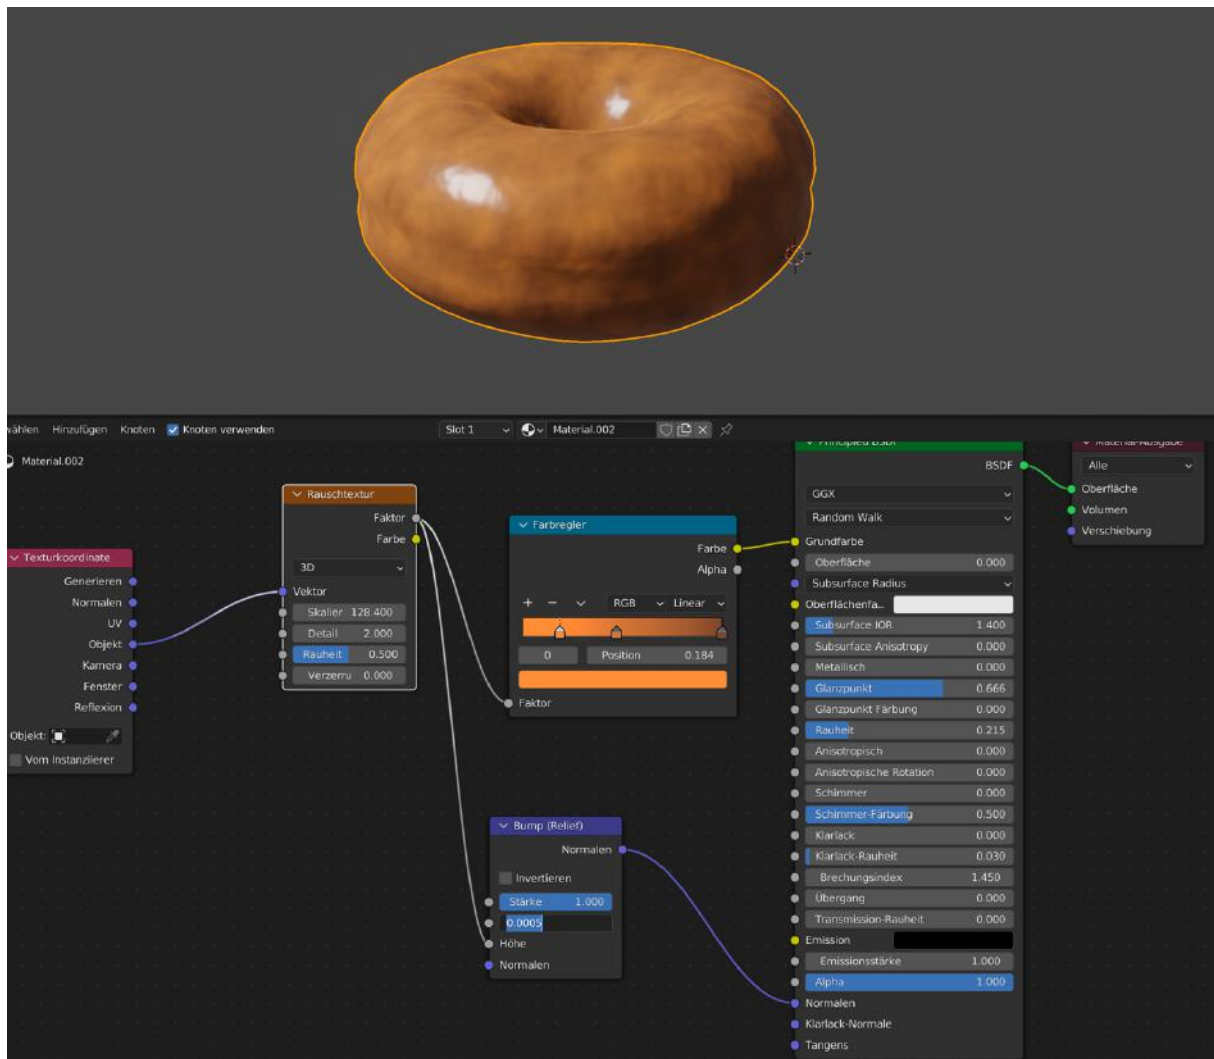 wählen Hinzufügen Knoten Knoten verwenden Slot 1 Material.002
Material.002
Texturkoordinate
Generieren
Normalen
UV
Objekt
Kamera
Fenster
Reflexion
Objekt:
Vom Instanziierer
Rauschtextur
Faktor
Farbe
3D
Vektor
Skalier 128.400
Detail 2.000
Rauheit 0.500
Verzerru 0.000
Farbregler
Farbe
Alpha
+ − RGB Linear
0 Position 0.184
Faktor
Bump (Relief)
Normalen
Invertieren
Stärke 1.000
0.0005
Höhe
Normalen
Principled BSDF
BSDF
GGX
Random Walk
Grundfarbe
Oberfläche 0.000
Subsurface Radius
Oberflächenfa..
Subsurface IOR 1.400
Subsurface Anisotropy 0.000
Metallisch 0.000
Glanzpunkt 0.666
Glanzpunkt Färbung 0.000
Rauheit 0.215
Anisotropisch 0.000
Anisotropische Rotation 0.000
Schimmer 0.000
Schimmer-Färbung 0.500
Klarlack 0.000
Klarlack-Rauheit 0.030
Brechungsindex 1.450
Übergang 0.000
Transmission-Rauheit 0.000
Emission
Emissionsstärke 1.000
Alpha 1.000
Normalen
Klarlack-Normale
Tangens
Material-Ausgabe
Alle
Oberfläche
Volumen
Verschiebung